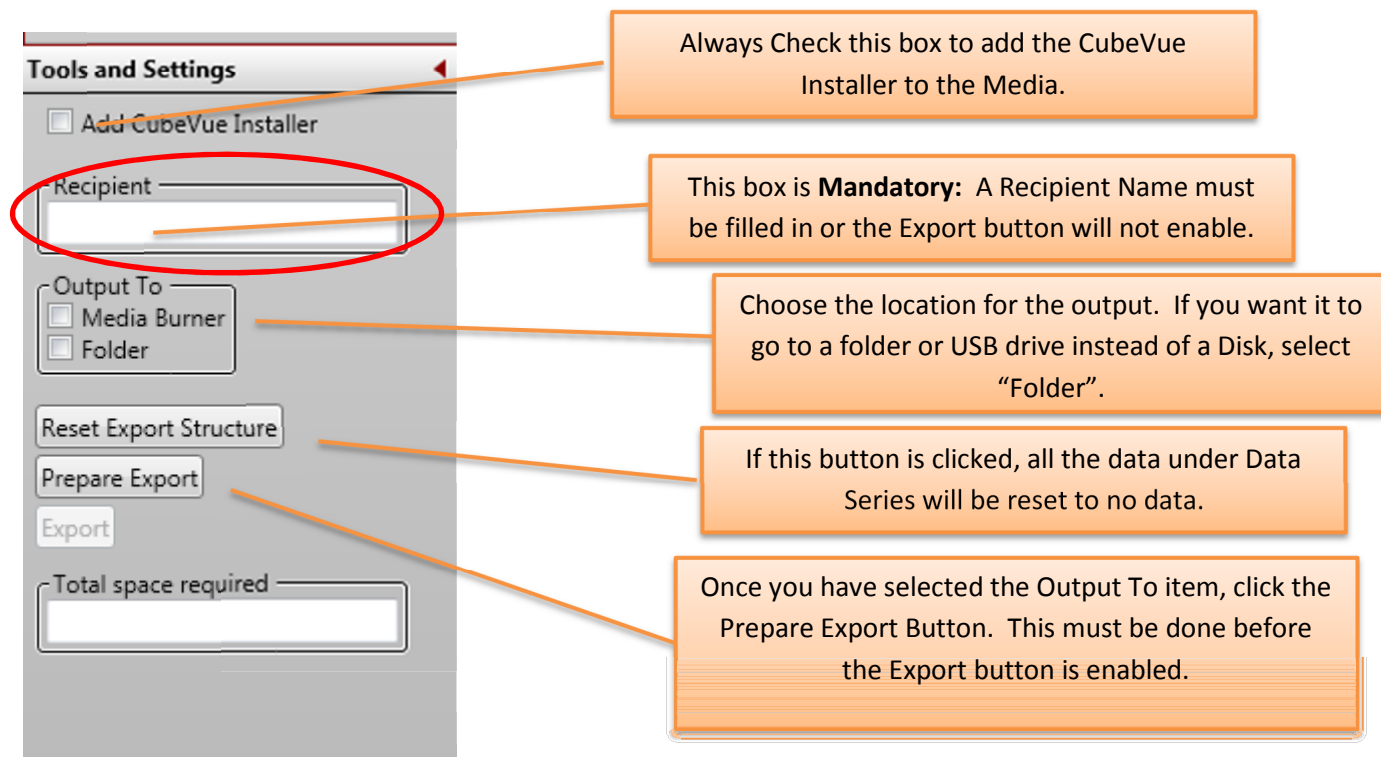 Tools and Settings
Add CubeVue Installer
Recipient
Output To
Media Burner
Folder
Reset Export Structure
Prepare Export
Export
Total space required
Always Check this box to add the CubeVue
Installer to the Media.
This box is Mandatory: A Recipient Name must
be filled in or the Export button will not enable.
Choose the location for the output. If you want it to
go to a folder or USB drive instead of a Disk, select
“Folder”.
If this button is clicked, all the data under Data
Series will be reset to no data.
Once you have selected the Output To item, click the
Prepare Export Button. This must be done before
the Export button is enabled.